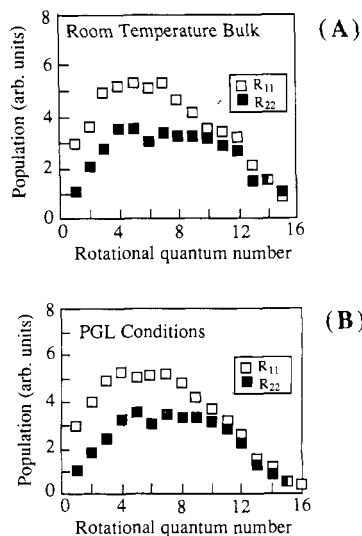 (A)
Room Temperature Bulk
R11
R22
Population (arb. units)
8
6
4
2
0
0 4 8 12 16
Rotational quantum number
(B)
PGL Conditions
R11
R22
Population (arb. units)
8
6
4
2
0
0 4 8 12 16
Rotational quantum number